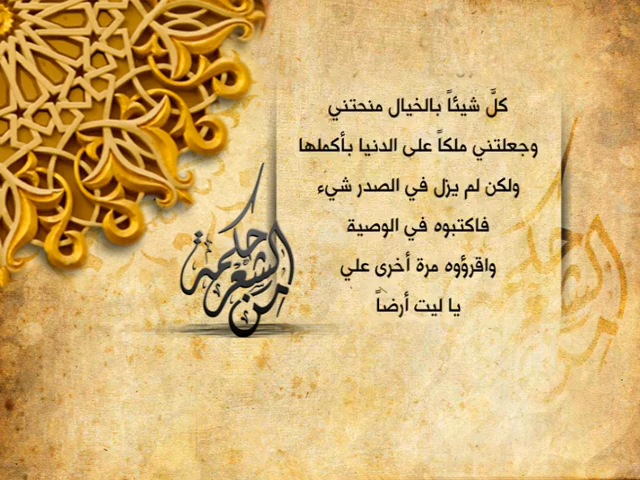 كلَّ شيئاً بالخيال منحتني
وجعلتني ملكاً على الدنيا بأكملها
ولكن لم يزل في الصدر شيء
فاكتبوه في الوصية
واقرؤوه مرة أخرى علي
يا ليت أرضاً
من الشعر حكمة